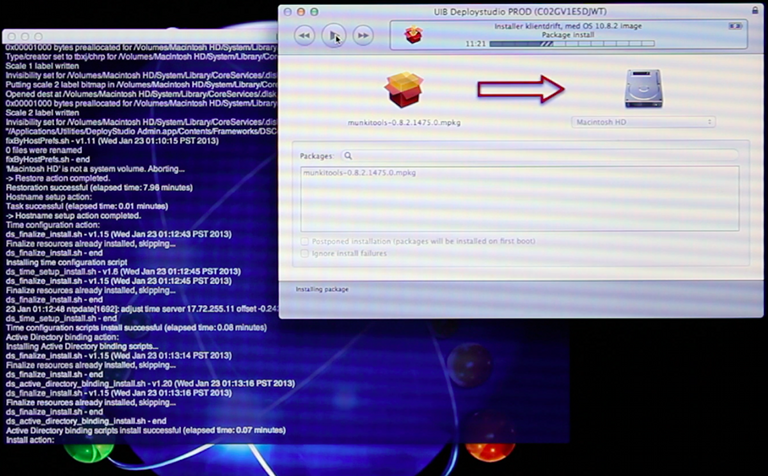 0x00001000 bytes preallocated for /Volumes/Macintosh HD/System/Library/
Type/creator set to tbxj/chrp for /Volumes/Macintosh HD/System/Library/
Scale 1 label written
Invisibility set for /Volumes/Macintosh HD/System/Library/CoreServices/.dis
Putting scale 2 label bitmap in /Volumes/Macintosh HD/System/Library/Cor
Opened dest at /Volumes/Macintosh HD/System/Library/CoreServices/.disk
0x00001000 bytes preallocated for /Volumes/Macintosh HD/System/Library/
Scale 2 label written
Invisibility set for /Volumes/Macintosh HD/System/Library/CoreServices/.dis
"/Applications/Utilities/DeployStudio Admin.app/Contents/Frameworks/DSC
fixByHostPrefs.sh - v1.11 (Wed Jan 23 01:10:15 PST 2013)
0 files were renamed
fixByHostPrefs.sh - end
'Macintosh HD' is not a system volume. Aborting...
-> Restore action completed.
Restoration successful (elapsed time: 7.96 minutes)
Hostname setup action:
Task successful (elapsed time: 0.01 minutes)
-> Hostname setup action completed.
Time configuration action:
ds_finalize_install.sh - v1.15 (Wed Jan 23 01:12:43 PST 2013)
Finalize resources already installed, skipping...
ds_finalize_install.sh - end
Installing time configuration script
ds_time_setup_install.sh - v1.6 (Wed Jan 23 01:12:45 PST 2013)
ds_finalize_install.sh - v1.15 (Wed Jan 23 01:12:45 PST 2013)
Finalize resources already installed, skipping...
ds_finalize_install.sh - end
23 Jan 01:12:48 ntpdate[1692]: adjust time server 17.72.255.11 offset -0.24
ds_time_setup_install.sh - end
Time configuration scripts install successful (elapsed time: 0.08 minutes)
Active Directory binding action:
Installing Active Directory binding scripts...
ds_finalize_install.sh - v1.15 (Wed Jan 23 01:13:14 PST 2013)
Finalize resources already installed, skipping...
ds_finalize_install.sh - end
ds_active_directory_binding_install.sh - v1.20 (Wed Jan 23 01:13:16 PST 2013)
ds_finalize_install.sh - v1.15 (Wed Jan 23 01:13:16 PST 2013)
Finalize resources already installed, skipping...
ds_finalize_install.sh - end
ds_active_directory_binding_install.sh - end
Active Directory binding scripts install successful (elapsed time: 0.07 minutes)
Install action:
UIB Deploystudio PROD (C02GV1E5DJWT)
Installer klientdrift, med OS 10.8.2 image
Package install
11:21
munkitools-0.8.2.1475.0.mpkg
Macintosh HD
Packages:
munkitools-0.8.2.1475.0.mpkg
Postponed installation (packages will be installed on first boot)
Ignore install failures
Installing package